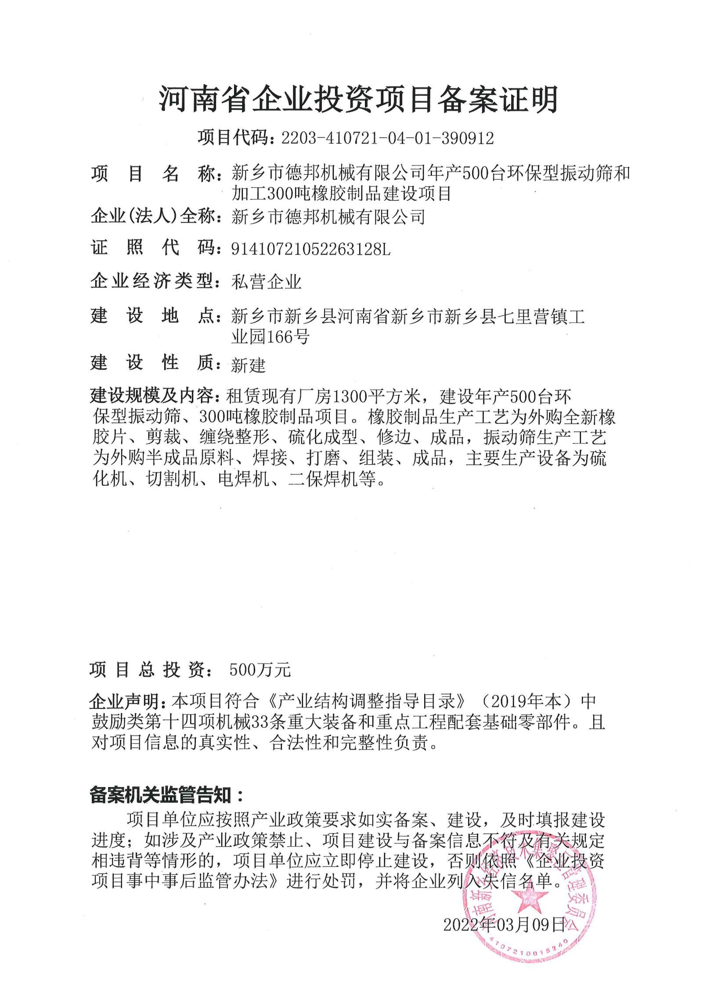 河南省企业投资项目备案证明
项目代码：2203-410721-04-01-390912
项目名称：新乡市德邦机械有限公司年产500台环保型振动筛和
加工300吨橡胶制品建设项目
企业(法人)全称：新乡市德邦机械有限公司
证照代码：91410721052263128L
企业经济类型：私营企业
建设地点：新乡市新乡县河南省新乡市新乡县七里营镇工
业园166号
建设性质：新建
建设规模及内容：租赁现有厂房1300平方米，建设年产500台环
保型振动筛、300吨橡胶制品项目。橡胶制品生产工艺为外购全新橡
胶片、剪裁、缠绕整形、硫化成型、修边、成品，振动筛生产工艺
为外购半成品原料、焊接、打磨、组装、成品，主要生产设备为硫
化机、切割机、电焊机、二保焊机等。
项目总投资：500万元
企业声明：本项目符合《产业结构调整指导目录》（2019年本）中
鼓励类第十四项机械33条重大装备和重点工程配套基础零部件。且
对项目信息的真实性、合法性和完整性负责。
备案机关监管告知：
项目单位应按照产业政策要求如实备案、建设，及时填报建设
进度；如涉及产业政策禁止、项目建设与备案信息不符及有关规定
相违背等情形的，项目单位应立即停止建设，否则依照《企业投资
项目事中事后监管办法》进行处罚，并将企业列入失信名单。
2022年03月09日
河南新乡经济技术集聚区管理委员会
4107210015240